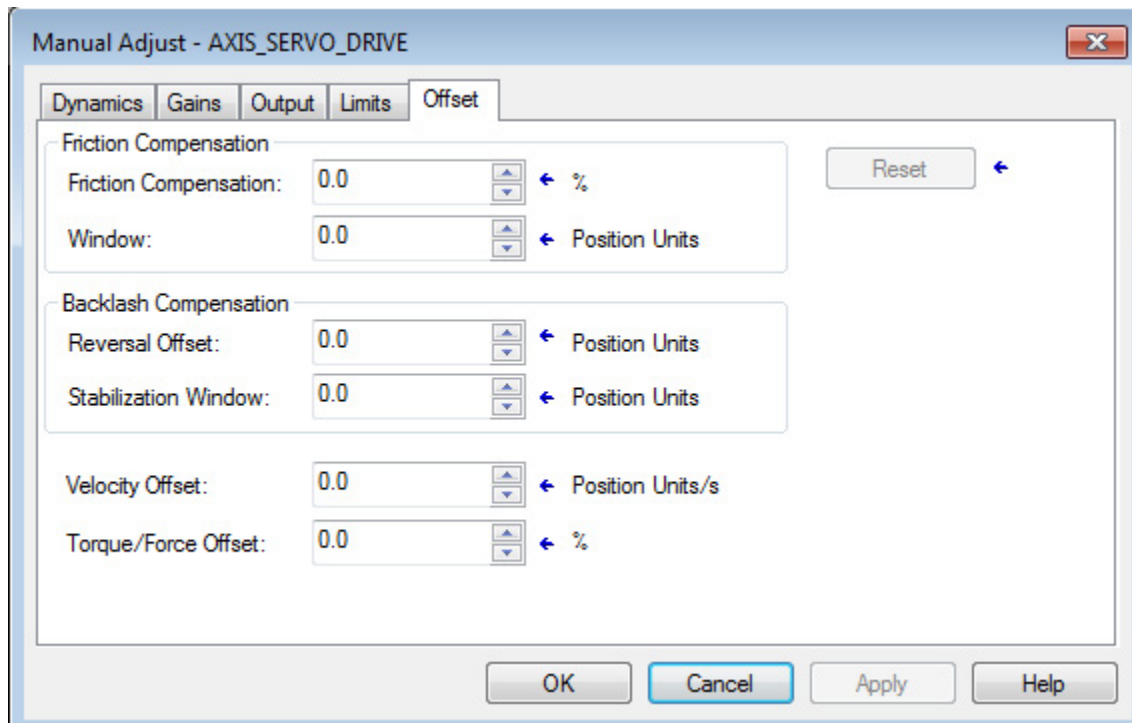 Manual Adjust - AXIS_SERVO_DRIVE
Dynamics Gains Output Limits Offset
Friction Compensation
Friction Compensation: 0.0 % Reset
Window: 0.0 Position Units
Backlash Compensation
Reversal Offset: 0.0 Position Units
Stabilization Window: 0.0 Position Units
Velocity Offset: 0.0 Position Units/s
Torque/Force Offset: 0.0 %
OK Cancel Apply Help